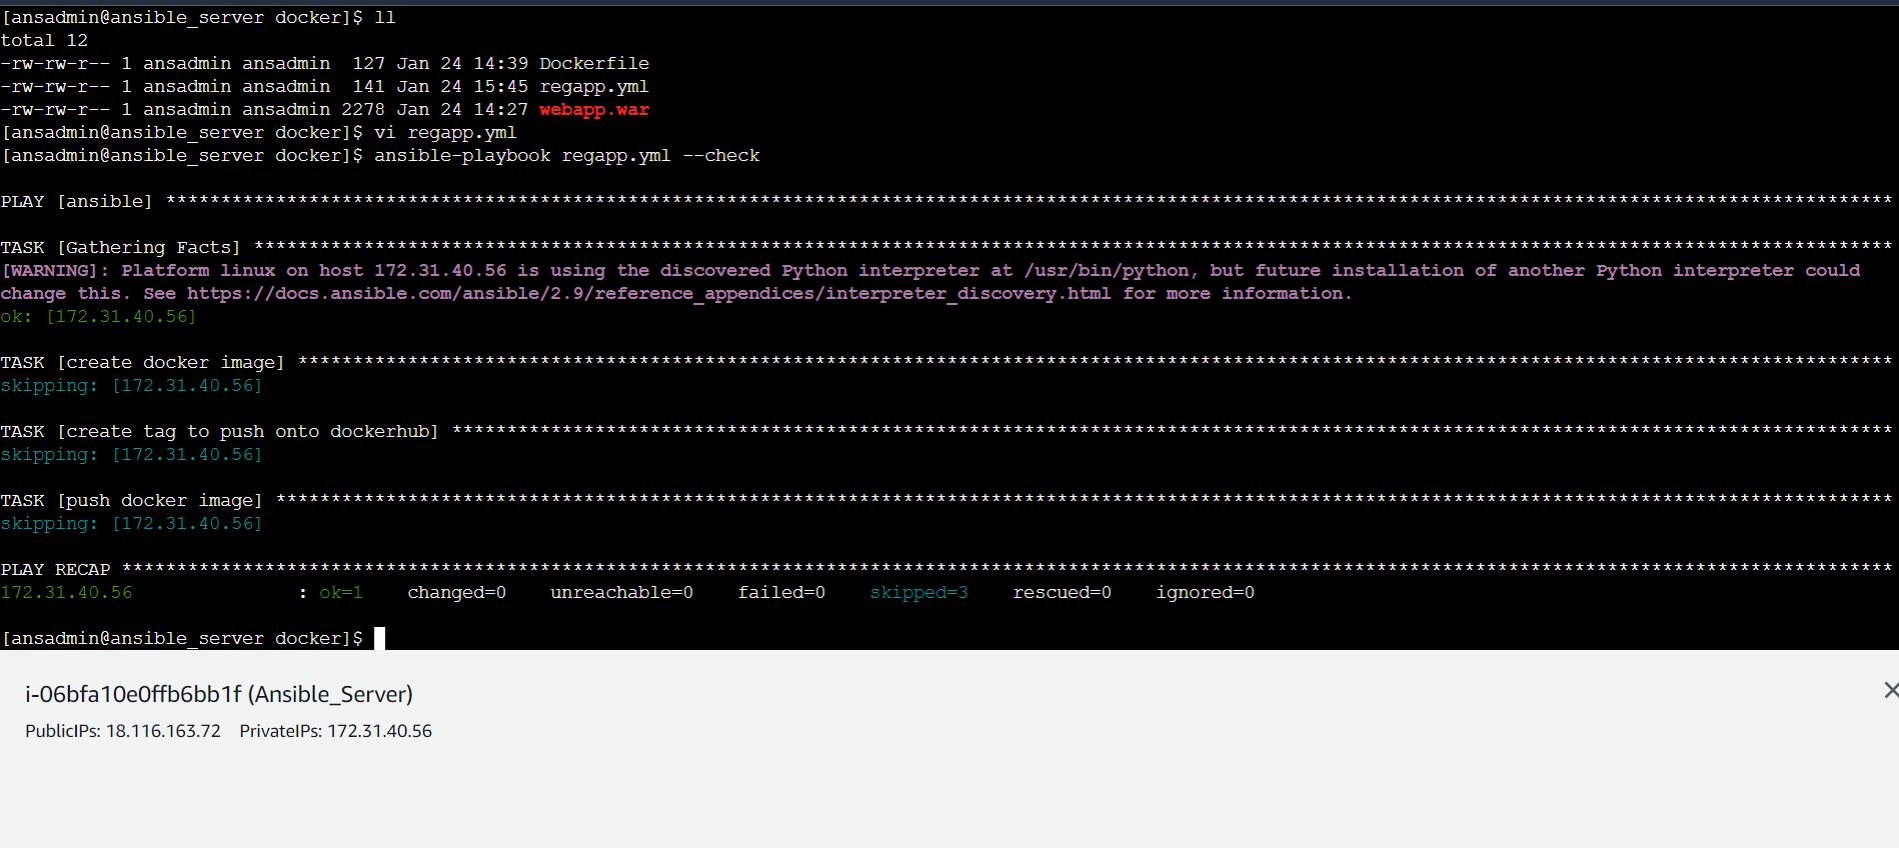 [ansadmin@ansible_server docker]$ ll
total 12
-rw-rw-r-- 1 ansadmin ansadmin  127 Jan 24 14:39 Dockerfile
-rw-rw-r-- 1 ansadmin ansadmin  141 Jan 24 15:45 regapp.yml
-rw-rw-r-- 1 ansadmin ansadmin 2278 Jan 24 14:27 webapp.war
[ansadmin@ansible_server docker]$ vi regapp.yml
[ansadmin@ansible_server docker]$ ansible-playbook regapp.yml --check
PLAY [ansible] *********************************************************************************************************************************************************
TASK [Gathering Facts] *************************************************************************************************************************************************
[WARNING]: Platform linux on host 172.31.40.56 is using the discovered Python interpreter at /usr/bin/python, but future installation of another Python interpreter could
change this. See https://docs.ansible.com/ansible/2.9/reference_appendices/interpreter_discovery.html for more information.
ok: [172.31.40.56]
TASK [create docker image] *********************************************************************************************************************************************
skipping: [172.31.40.56]
TASK [create tag to push onto dockerhub] *******************************************************************************************************************************
skipping: [172.31.40.56]
TASK [push docker image] ***********************************************************************************************************************************************
skipping: [172.31.40.56]
PLAY RECAP *************************************************************************************************************************************************************
172.31.40.56               : ok=1    changed=0    unreachable=0    failed=0    skipped=3    rescued=0    ignored=0
[ansadmin@ansible_server docker]$
i-06bfa10e0ffb6bb1f (Ansible_Server)
PublicIPs: 18.116.163.72    PrivateIPs: 172.31.40.56